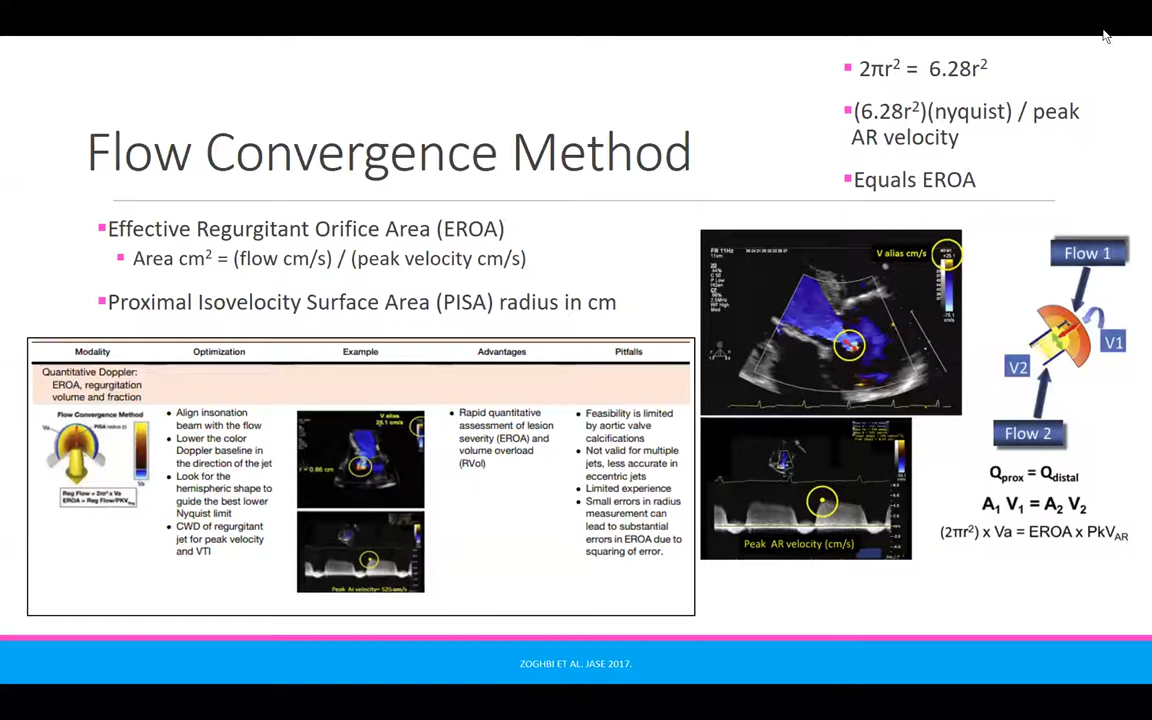 ▪ 2πr² = 6.28r²
▪(6.28r²)(nyquist) / peak
AR velocity
▪Equals EROA
Flow Convergence Method
▪Effective Regurgitant Orifice Area (EROA)
▪ Area cm² = (flow cm/s) / (peak velocity cm/s)
▪Proximal Isovelocity Surface Area (PISA) radius in cm
Modality Optimization Example Advantages Pitfalls
Quantitative Doppler:
EROA, regurgitation
volume and fraction
Flow Convergence Method
Va
Va
Reg Flow = 2πr² x Va
EROA = Reg Flow/PKV
• Align insonation
beam with the flow
• Lower the color
Doppler baseline in
the direction of the jet
• Look for the
hemispheric shape to
guide the best lower
Nyquist limit
• CWD of regurgitant
jet for peak velocity
and VTI
V alias
25.1 cm/s
r = 0.86 cm
Peak AI velocity= 525 cm/s
• Rapid quantitative
assessment of lesion
severity (EROA) and
volume overload
(RVol)
• Feasibility is limited
by aortic valve
calcifications
• Not valid for multiple
jets, less accurate in
eccentric jets
• Limited experience
• Small errors in radius
measurement can
lead to substantial
errors in EROA due to
squaring of error.
FR 11Hz
V alias cm/s
Peak AR velocity (cm/s)
Flow 1
V1
V2
Flow 2
Qprox = Qdistal
A₁ V₁ = A₂ V₂
(2πr²) x Va = EROA x PkVAR
ZOGHBI ET AL. JASE 2017.